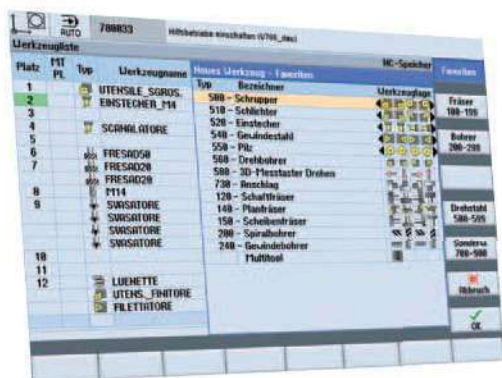 AUTO 700033 Hilfsbetriebe einschalten
Werkzeugliste NC-Speicher
Platz MT PL Typ Werkzeugname
1 UTENSILE_SGROS.
2 EINSTECHER_M4
3
4 SCANALATORE
5
6 FRESAD50
7 FRESAD20
FRESAD20
8 M14
9 SVASATORE
SVASATORE
SVASATORE
SVASATORE
10
11
12 LUENETTE
UTENS._FINITORE
FILETTATORE
Neues Werkzeug - Favoriten
Typ Bezeichner Werkzeuglage
500 - Schrupper
510 - Schlichter
520 - Einstecher
540 - Gewindestahl
550 - Pilz
560 - Drehbohrer
580 - 3D-Messtaster Drehen
730 - Anschlag
120 - Schaftfräser
140 - Planfräser
150 - Scheibenfräser
200 - Spiralbohrer
240 - Gewindebohrer
Multitool
Favoriten
Fräser
100-199
Bohrer
200-299
Drehstahl
500-599
Sonderw.
700-900
Abbruch
OK